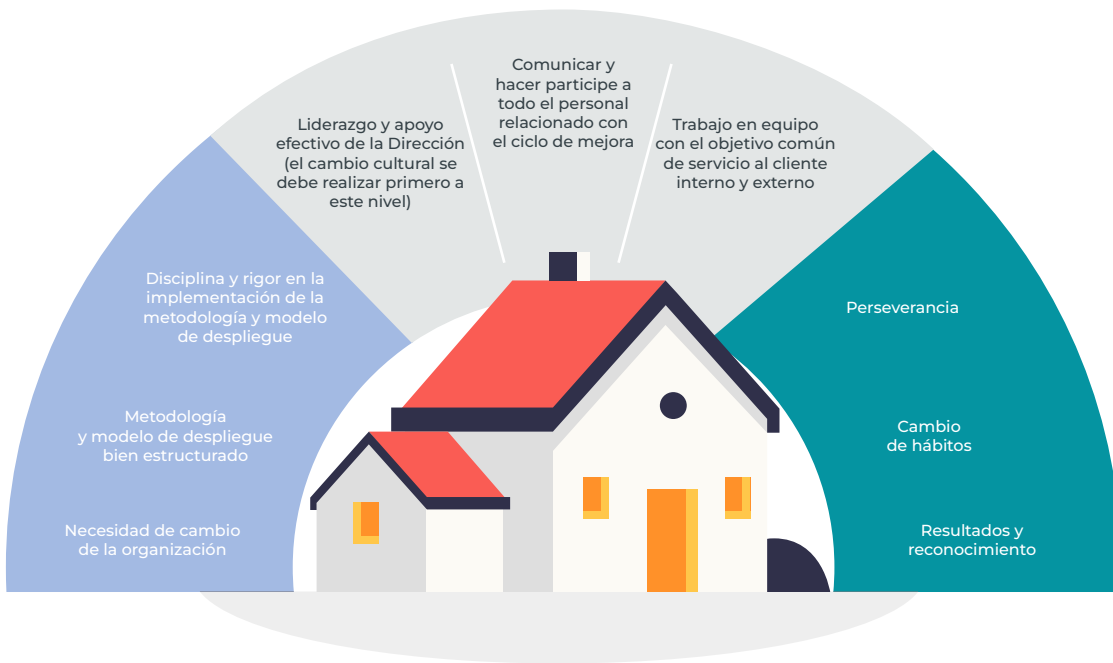 Comunicar y
hacer participe a
todo el personal
relacionado con
el ciclo de mejora
Liderazgo y apoyo
efectivo de la Dirección
(el cambio cultural se
debe realizar primero a
este nivel)
Trabajo en equipo
con el objetivo común
de servicio al cliente
interno y externo
Disciplina y rigor en la
implementación de la
metodología y modelo
de despliegue
Perseverancia
Metodología
y modelo de despliegue
bien estructurado
Cambio
de hábitos
Necesidad de cambio
de la organización
Resultados y
reconocimiento